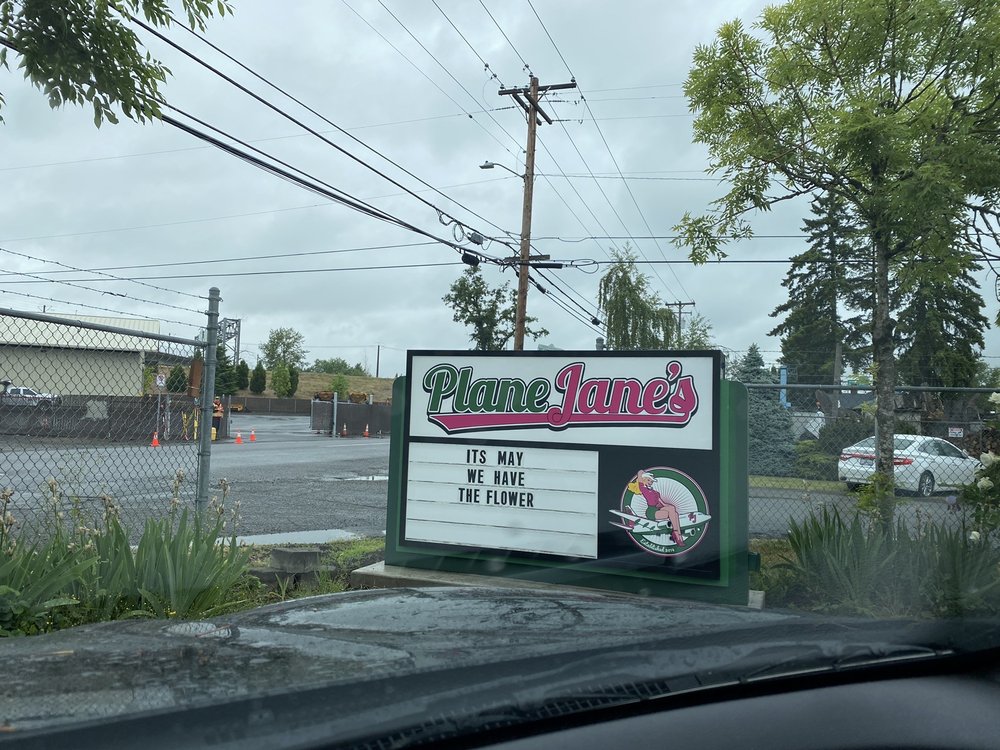 Plane Jane's
ITS MAY
WE HAVE
THE FLOWER